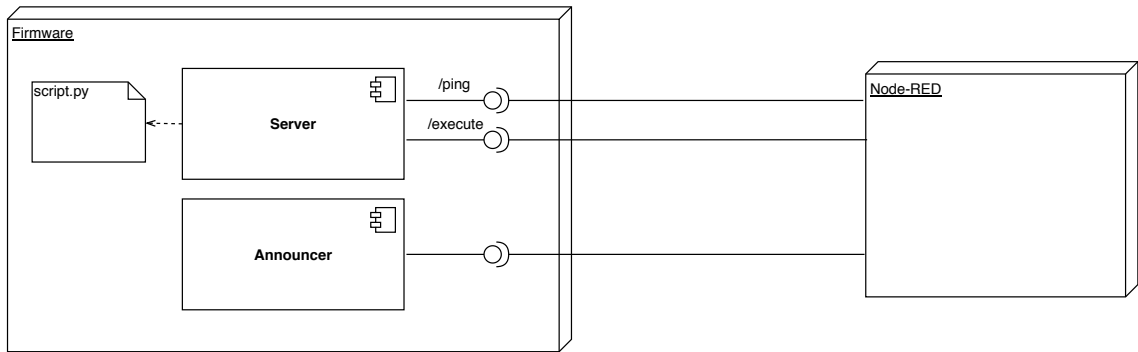 Firmware
script.py
Server
/ping
/execute
Node-RED
Announcer